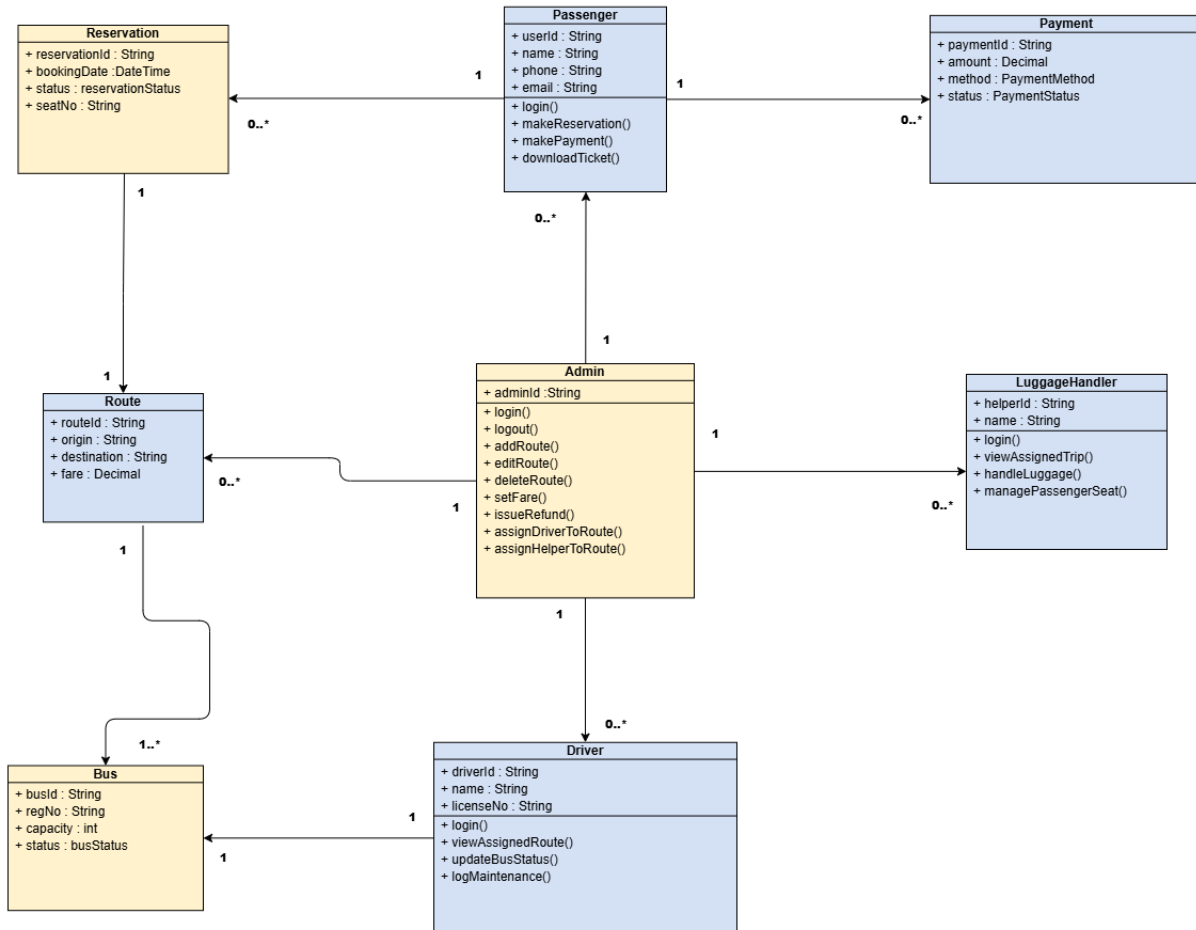 Reservation
+ reservationId : String
+ bookingDate :DateTime
+ status : reservationStatus
+ seatNo : String
Passenger
+ userId : String
+ name : String
+ phone : String
+ email : String
+ login()
+ makeReservation()
+ makePayment()
+ downloadTicket()
Payment
+ paymentId : String
+ amount : Decimal
+ method : PaymentMethod
+ status : PaymentStatus
1
0..*
1
0..*
1
0..*
1
1
Route
+ routeId : String
+ origin : String
+ destination : String
+ fare : Decimal
Admin
+ adminId :String
+ login()
+ logout()
+ addRoute()
+ editRoute()
+ deleteRoute()
+ setFare()
+ issueRefund()
+ assignDriverToRoute()
+ assignHelperToRoute()
LuggageHandler
+ helperId : String
+ name : String
+ login()
+ viewAssignedTrip()
+ handleLuggage()
+ managePassengerSeat()
1
0..*
0..*
1
1
1
1..*
1
0..*
Bus
+ busId : String
+ regNo : String
+ capacity : int
+ status : busStatus
Driver
+ driverId : String
+ name : String
+ licenseNo : String
+ login()
+ viewAssignedRoute()
+ updateBusStatus()
+ logMaintenance()
1
1